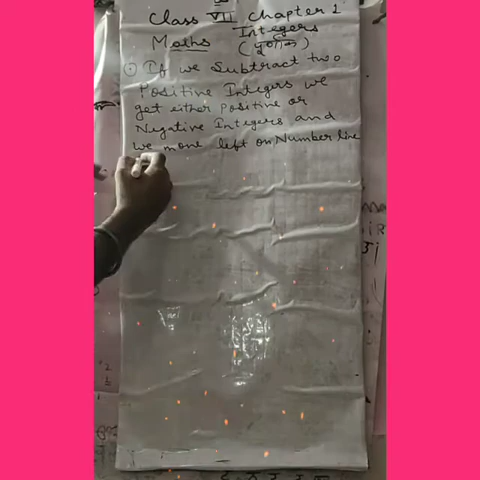 Class VII Chapter 1
Integers
Maths (पूर्णांक)
If we Subtract two
Positive Integers we
get either positive or
Negative Integers and
we move left on Number line